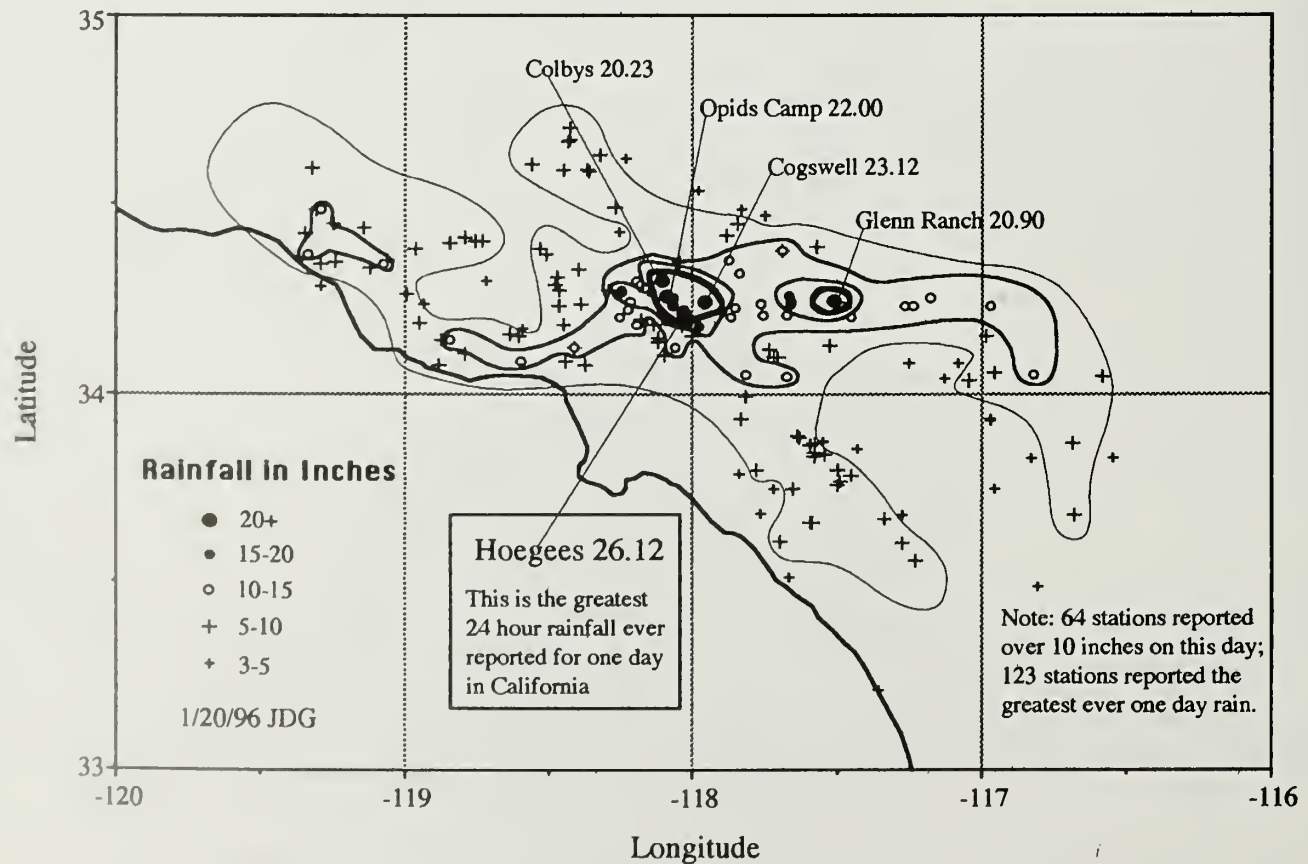 35
Colbys 20.23
Opids Camp 22.00
Cogswell 23.12
Glenn Ranch 20.90
Latitude
34
Rainfall in Inches
20+
15-20
10-15
5-10
3-5
1/20/96 JDG
Hoegees 26.12
This is the greatest
24 hour rainfall ever
reported for one day
in California
Note: 64 stations reported
over 10 inches on this day;
123 stations reported the
greatest ever one day rain.
33
-120
-119
-118
-117
-116
Longitude
i